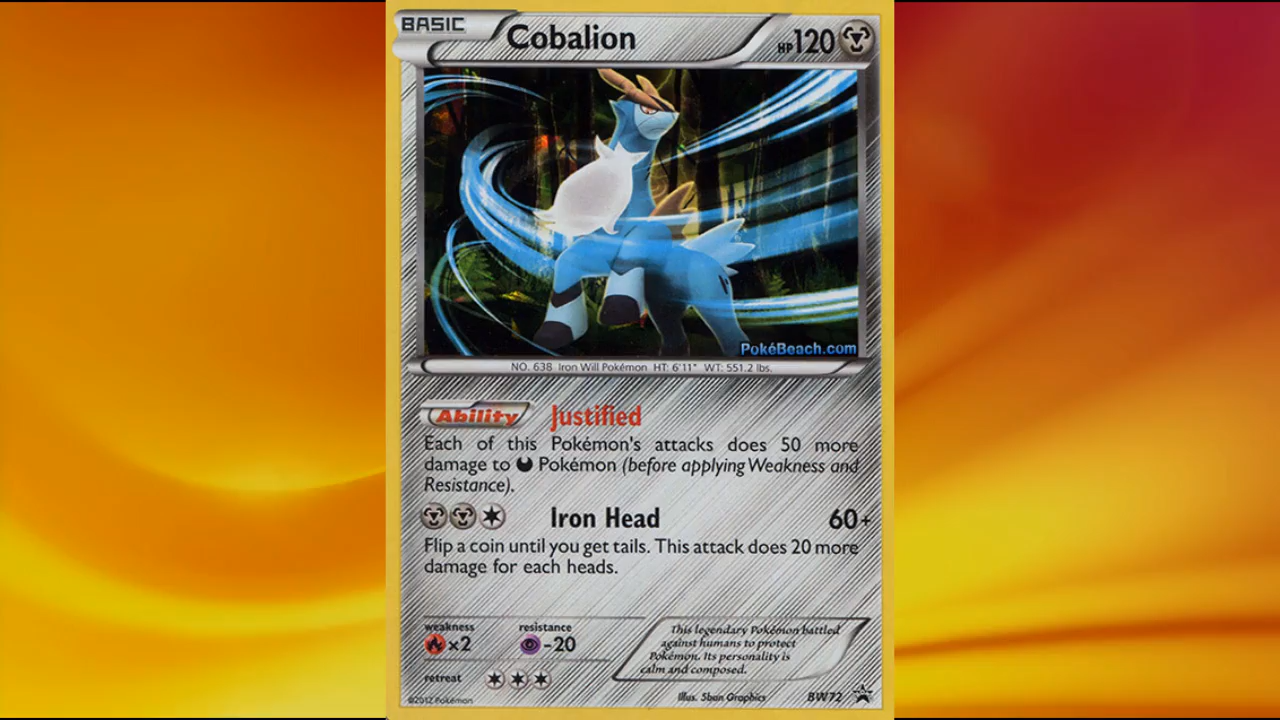 BASIC
Cobalion
HP120
PokéBeach.com
NO. 638 Iron Will Pokémon HT: 6'11" WT: 551.2 lbs.
Ability Justified
Each of this Pokémon's attacks does 50 more
damage to Pokémon (before applying Weakness and
Resistance).
Iron Head 60+
Flip a coin until you get tails. This attack does 20 more
damage for each heads.
weakness resistance
×2 -20
retreat
This legendary Pokémon battled
against humans to protect
Pokémon. Its personality is
calm and composed.
©2012 Pokémon Illus. 5ban Graphics BW72